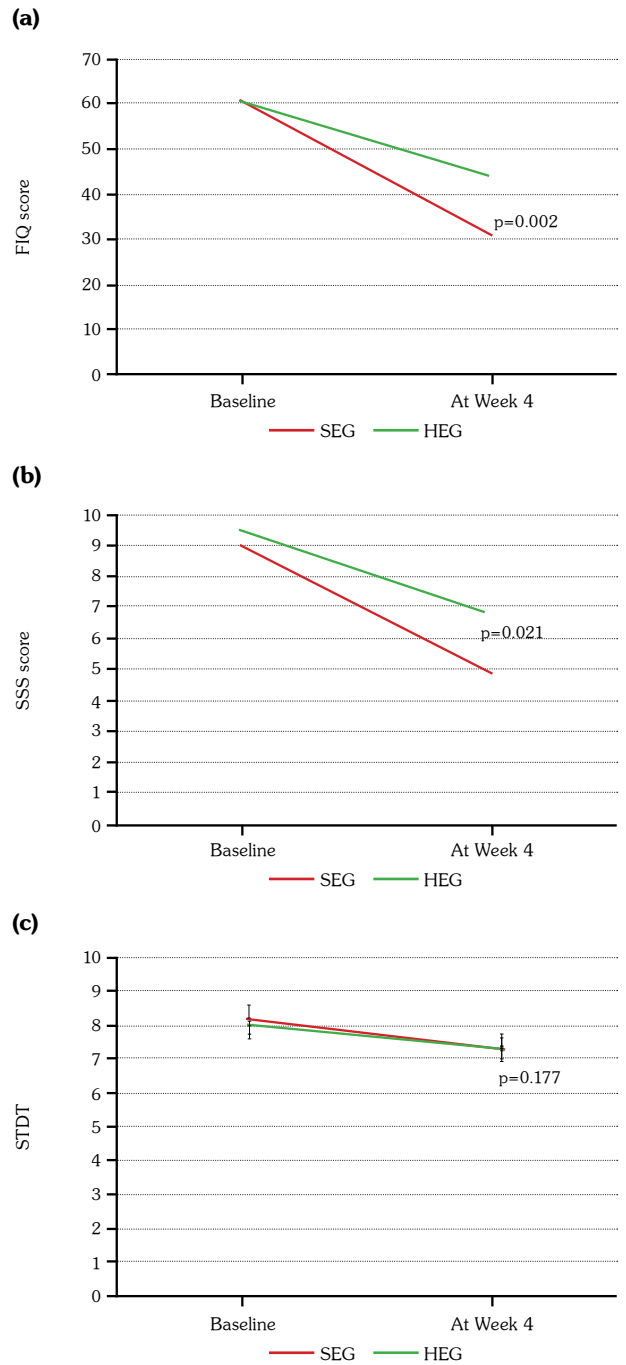 (a)
70
60
50
40
30
20
10
0
FIQ score
p=0.002
Baseline
At Week 4
SEG
HEG
(b)
10
9
8
7
6
5
4
3
2
1
0
SSS score
p=0.021
Baseline
At Week 4
SEG
HEG
(c)
10
9
8
7
6
5
4
3
2
1
0
STDT
p=0.177
Baseline
At Week 4
SEG
HEG